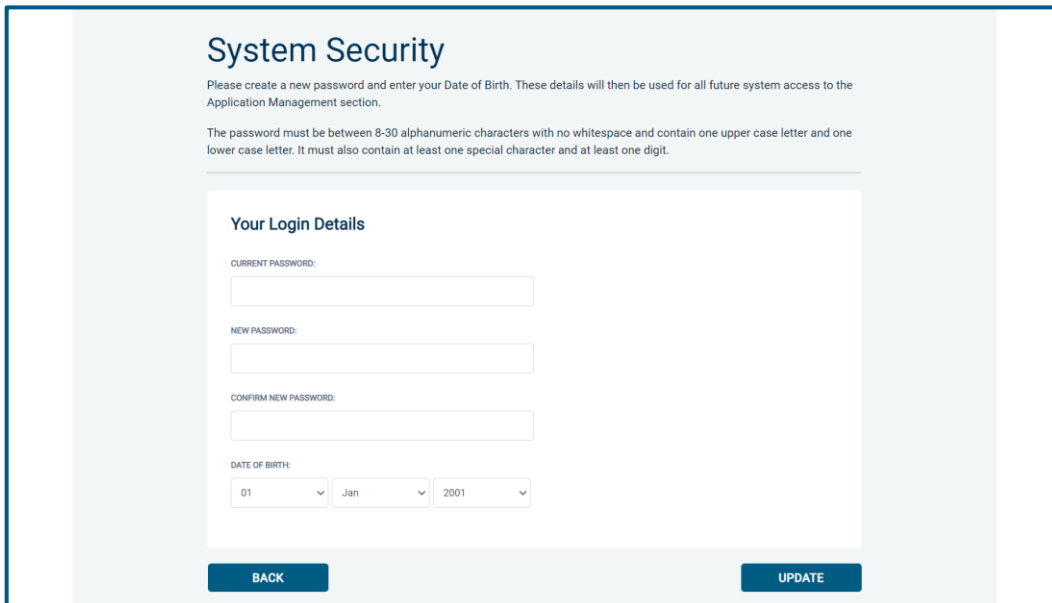 System Security
Please create a new password and enter your Date of Birth. These details will then be used for all future system access to the
Application Management section.
The password must be between 8-30 alphanumeric characters with no whitespace and contain one upper case letter and one
lower case letter. It must also contain at least one special character and at least one digit.
Your Login Details
CURRENT PASSWORD:
NEW PASSWORD:
CONFIRM NEW PASSWORD:
DATE OF BIRTH:
01 Jan 2001
BACK UPDATE